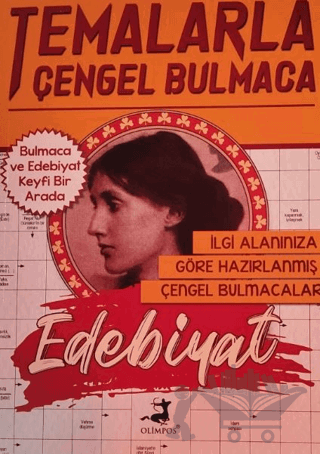 TEMALARLA
ÇENGEL BULMACA
Bulmaca
ve Edebiyat
Keyfi Bir
Arada
İLGİ ALANINIZA
GÖRE HAZIRLANMIŞ
ÇENGEL BULMACALAR
Edebiyat
OLİMPOS